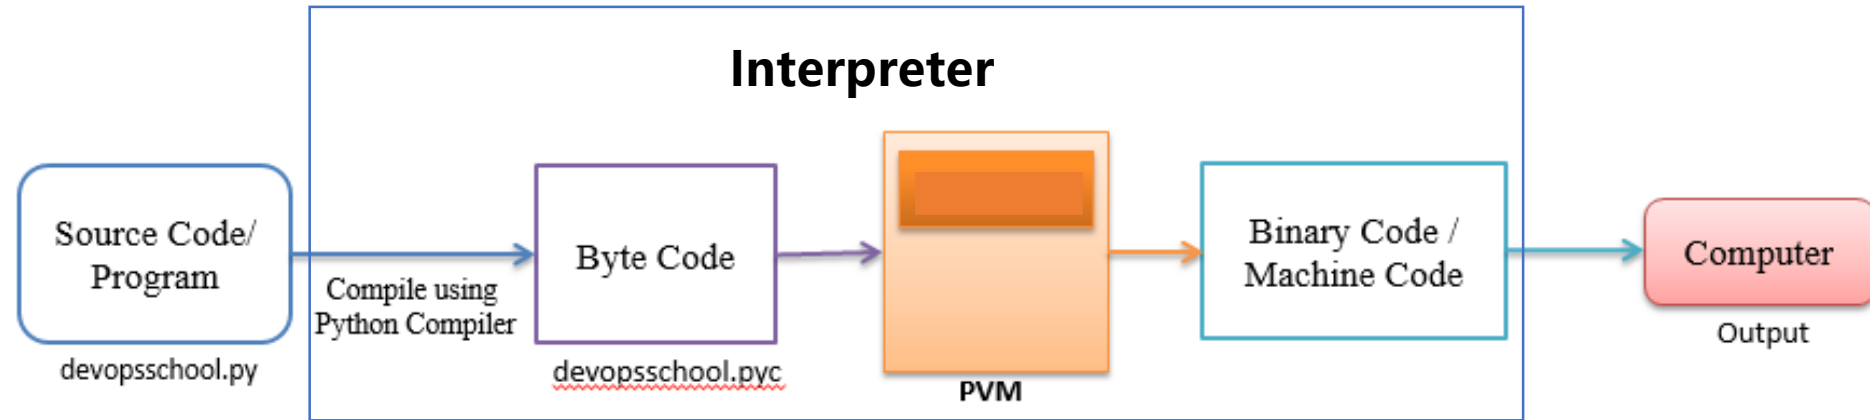 Interpreter
Source Code/
Program
devopsschool.py
Compile using
Python Compiler
Byte Code
devopsschool.pyc
PVM
Binary Code /
Machine Code
Computer
Output